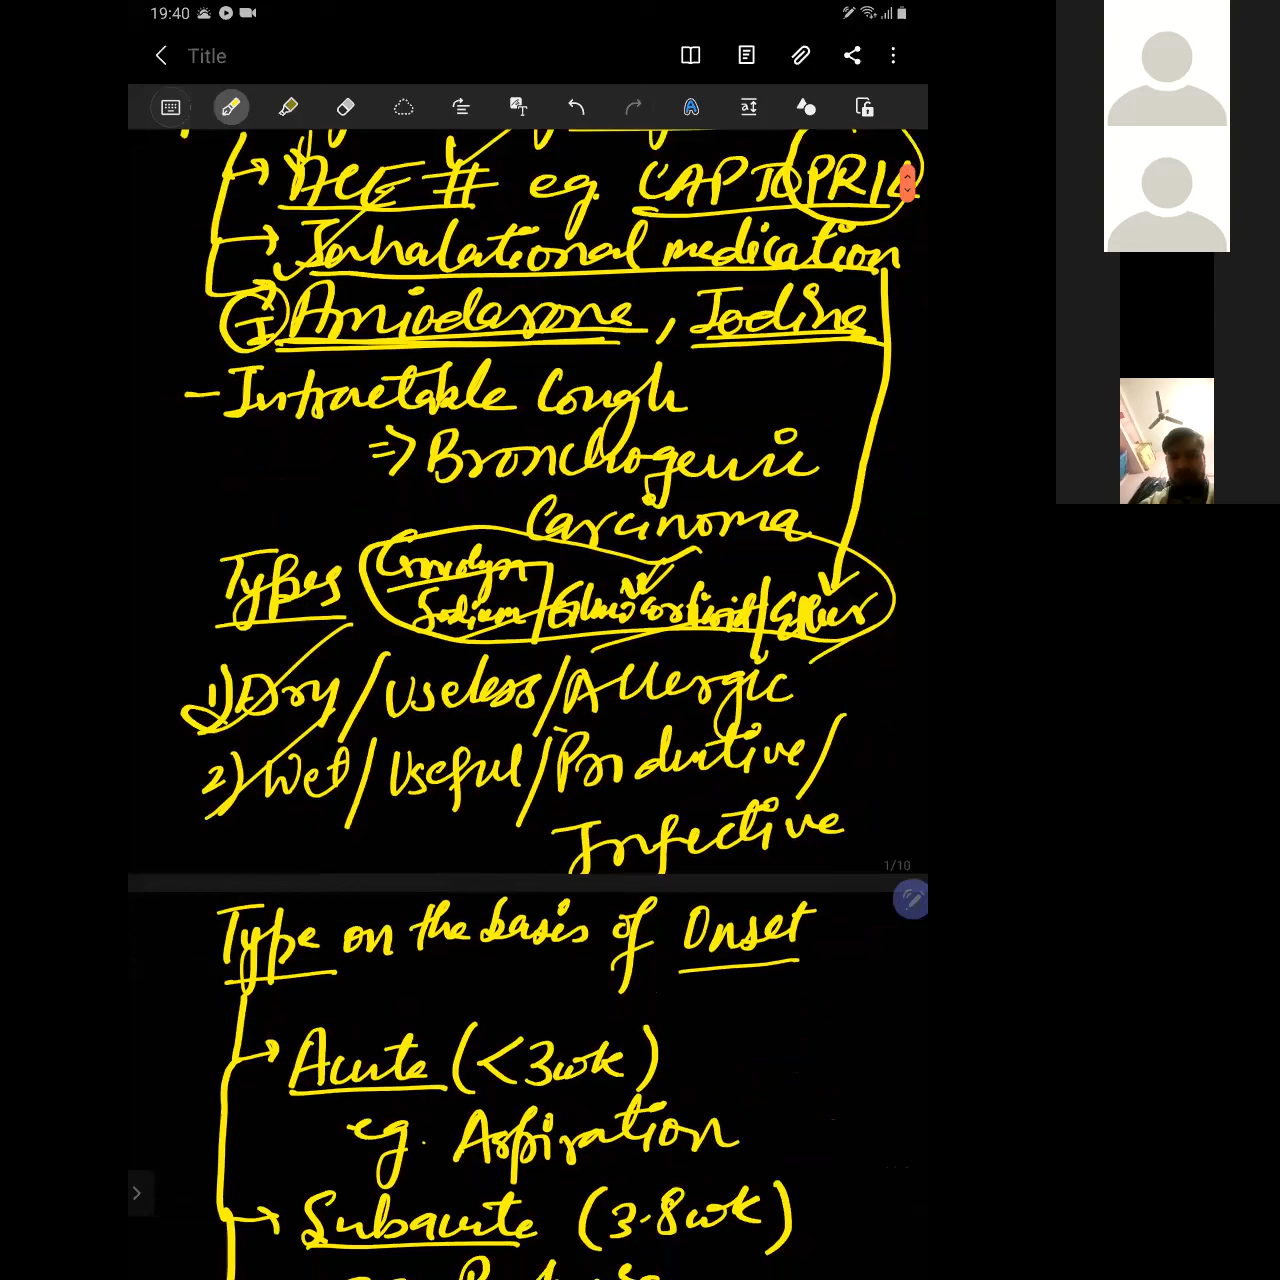 19:40
Title
ACE # eg. CAPTOPRIL
Inhalational medication
Amiodarone, Iodine
- Intractable Cough
=> Bronchogenic
Carcinoma
Types
Sodium /
1) Dry / Useless / Allergic
2) Wet / Useful / Productive /
Infective
1/10
Type on the basis of Onset
Acute (<3wk)
eg. Aspiration
Subacute (3-8wk)